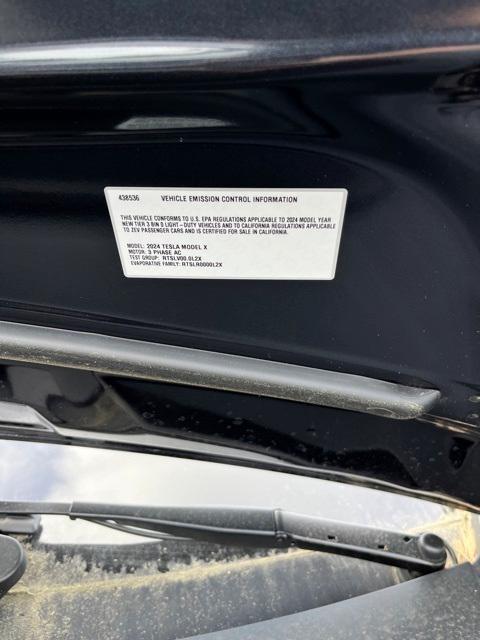 438536 VEHICLE EMISSION CONTROL INFORMATION
THIS VEHICLE CONFORMS TO U.S. EPA REGULATIONS APPLICABLE TO 2024 MODEL YEAR
NEW TIER 3 BIN 0 LIGHT-DUTY VEHICLES AND TO CALIFORNIA REGULATIONS APPLICABLE
TO ZEV PASSENGER CARS AND IS CERTIFIED FOR SALE IN CALIFORNIA.
MODEL: 2024 TESLA MODEL X
MOTOR: 3 PHASE AC
TEST GROUP: RTSLV00.0L2X
EVAPORATIVE FAMILY: RTSLR0000L2X